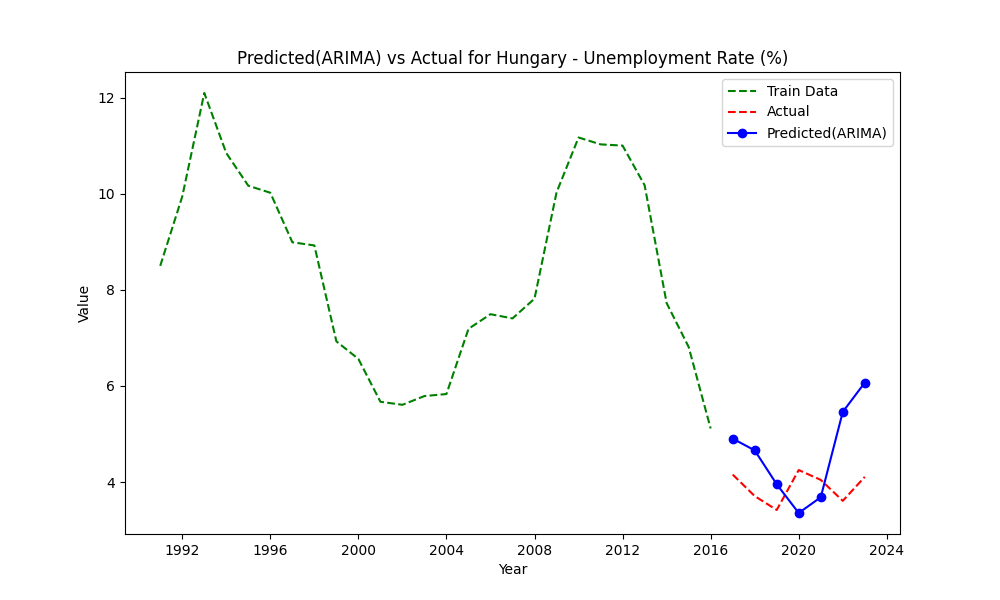 Predicted(ARIMA) vs Actual for Hungary - Unemployment Rate (%)
Train Data
Actual
Predicted(ARIMA)
12
10
8
6
4
Value
1992 1996 2000 2004 2008 2012 2016 2020 2024
Year